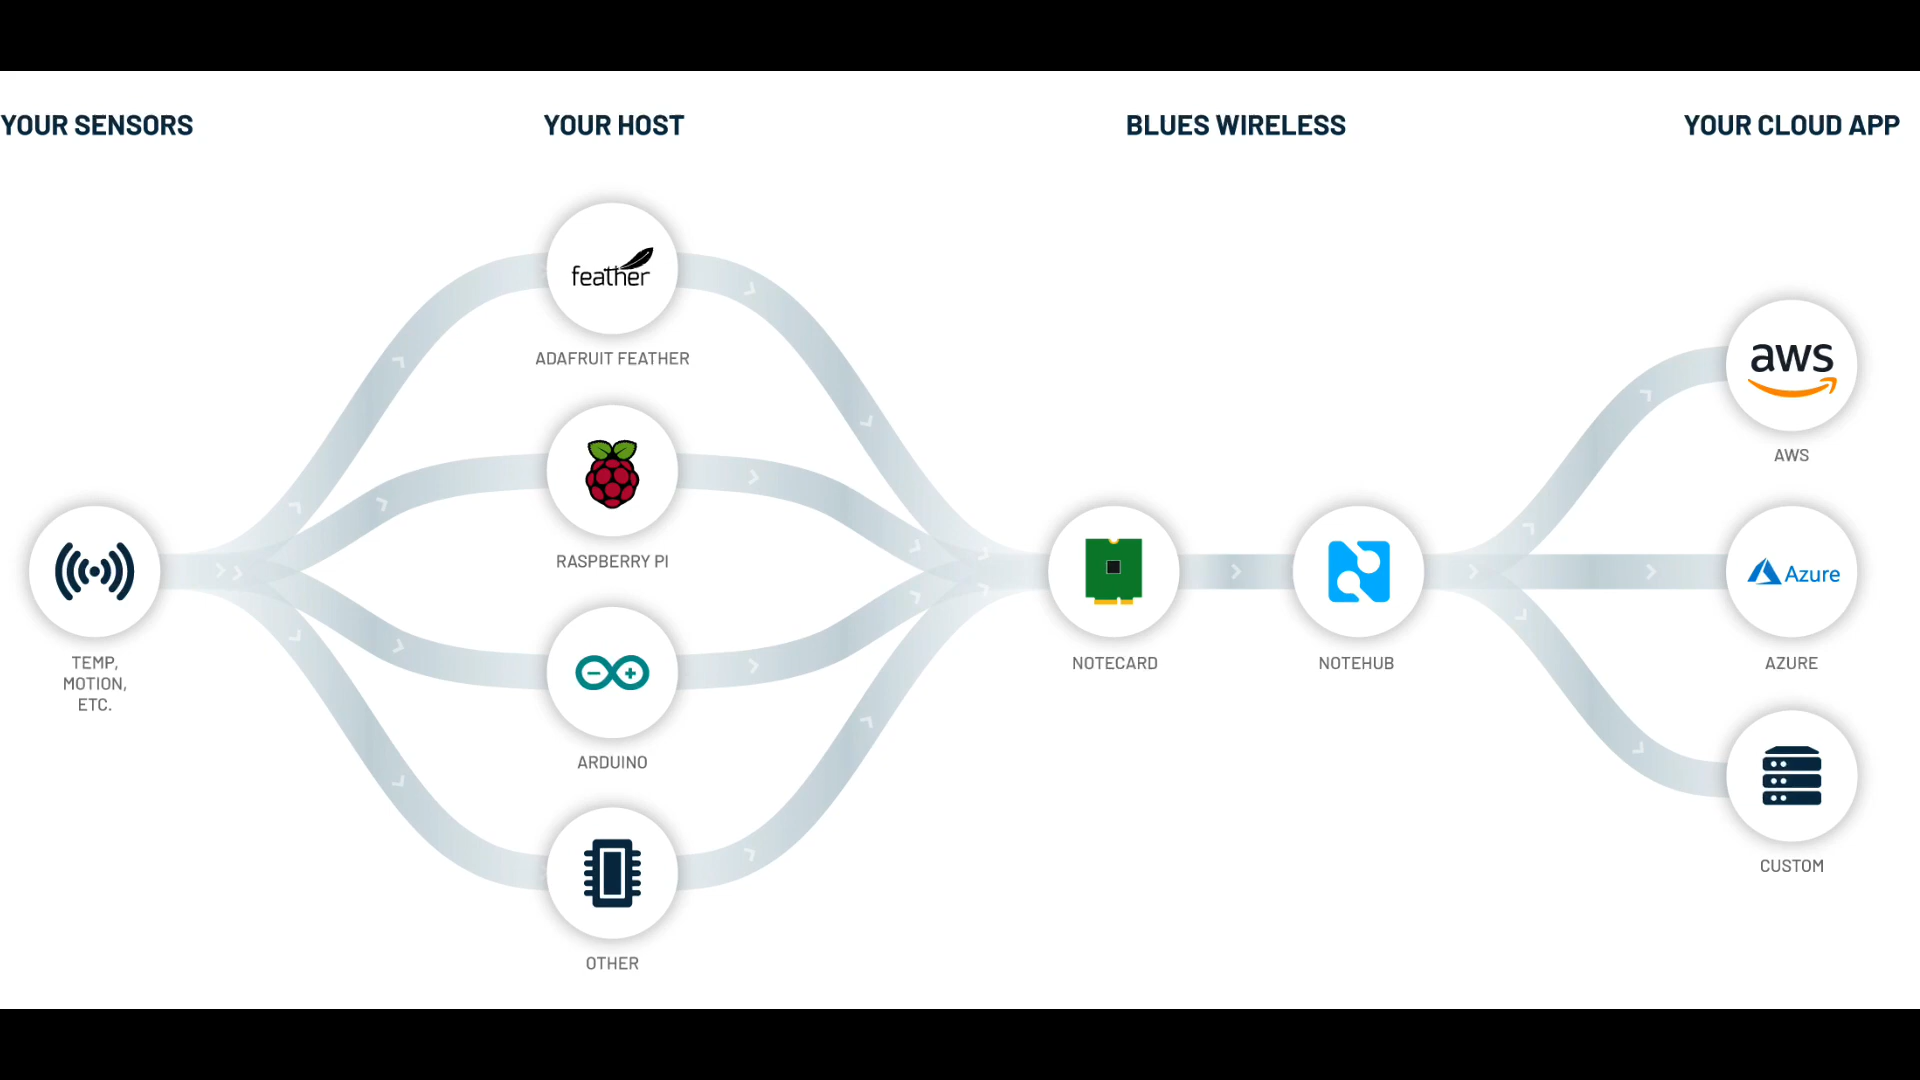 YOUR SENSORS
YOUR HOST
BLUES WIRELESS
YOUR CLOUD APP
feather
ADAFRUIT FEATHER
RASPBERRY PI
ARDUINO
OTHER
TEMP,
MOTION,
ETC.
NOTECARD
NOTEHUB
aws
AWS
Azure
AZURE
CUSTOM